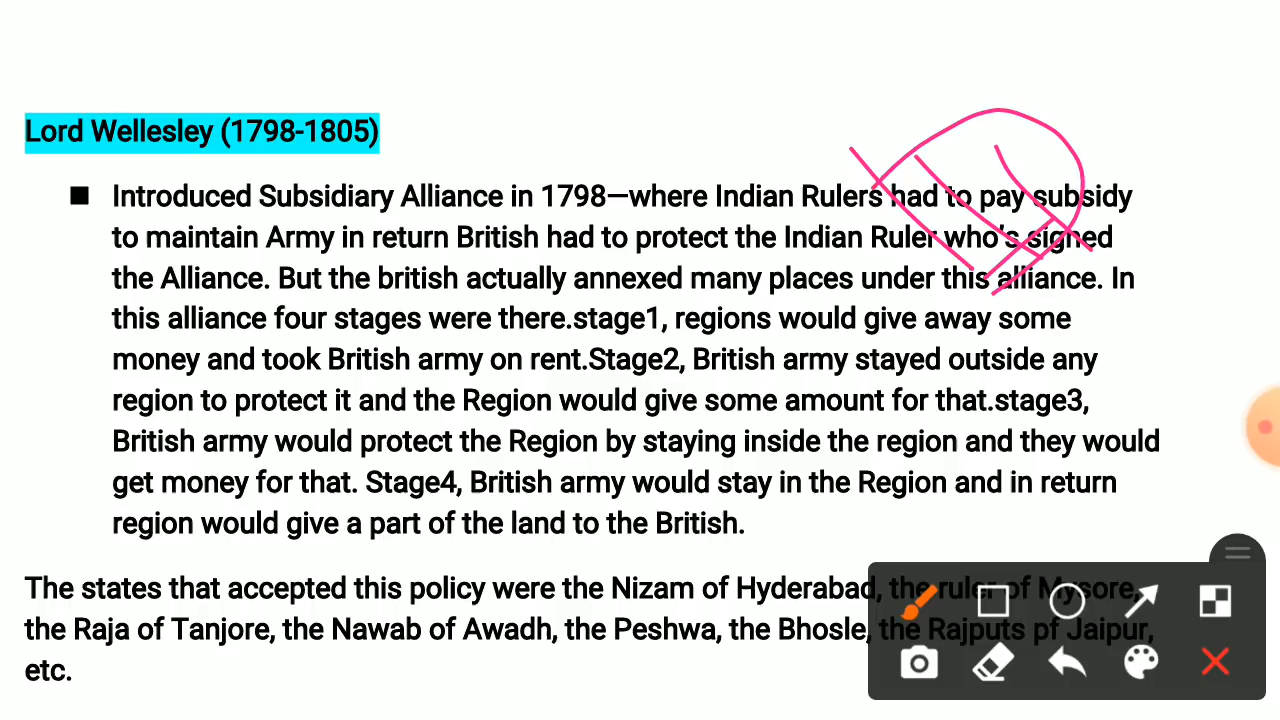 Lord Wellesley (1798-1805)
■ Introduced Subsidiary Alliance in 1798—where Indian Rulers had to pay subsidy
to maintain Army in return British had to protect the Indian Ruler who's signed
the Alliance. But the british actually annexed many places under this alliance. In
this alliance four stages were there.stage1, regions would give away some
money and took British army on rent.Stage2, British army stayed outside any
region to protect it and the Region would give some amount for that.stage3,
British army would protect the Region by staying inside the region and they would
get money for that. Stage4, British army would stay in the Region and in return
region would give a part of the land to the British.
The states that accepted this policy were the Nizam of Hyderabad, the ruler of Mysore,
the Raja of Tanjore, the Nawab of Awadh, the Peshwa, the Bhosle, the Rajputs pf Jaipur,
etc.